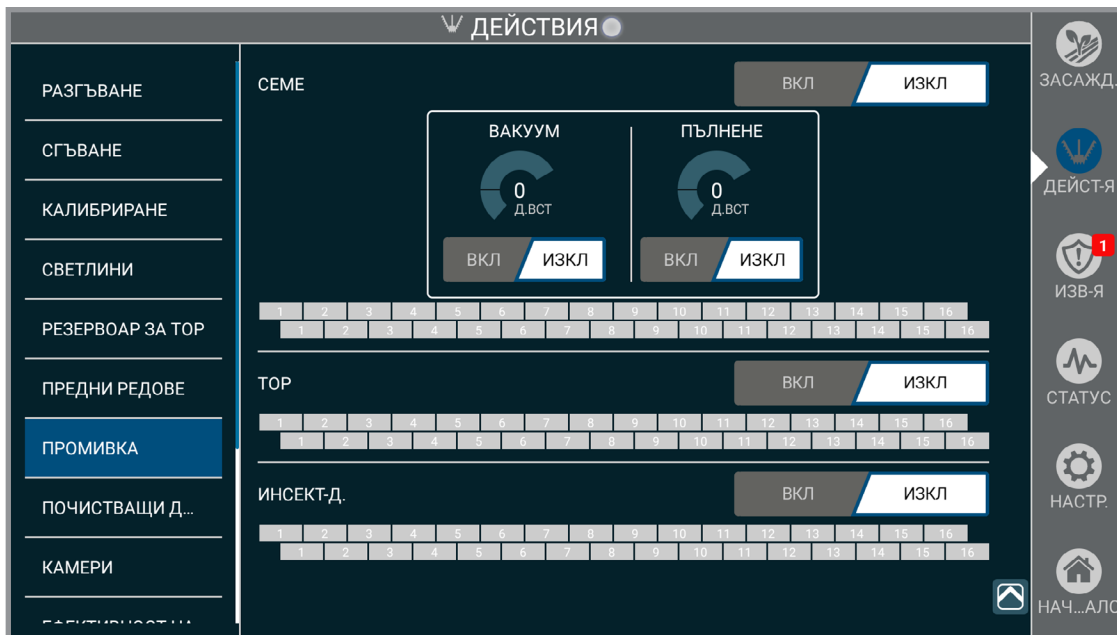 ДЕЙСТВИЯ
РАЗГЪВАНЕ
СГЪВАНЕ
КАЛИБРИРАНЕ
СВЕТЛИНИ
РЕЗЕРВОАР ЗА ТОР
ПРЕДНИ РЕДОВЕ
ПРОМИВКА
ПОЧИСТВАЩИ Д...
КАМЕРИ
СЕМЕ ВКЛ ИЗКЛ
ВАКУУМ ПЪЛНЕНЕ
0 0
Д.ВСТ Д.ВСТ
ВКЛ ИЗКЛ ВКЛ ИЗКЛ
1 2 3 4 5 6 7 8 9 10 11 12 13 14 15 16
1 2 3 4 5 6 7 8 9 10 11 12 13 14 15 16
ТОР ВКЛ ИЗКЛ
1 2 3 4 5 6 7 8 9 10 11 12 13 14 15 16
1 2 3 4 5 6 7 8 9 10 11 12 13 14 15 16
ИНСЕКТ-Д. ВКЛ ИЗКЛ
1 2 3 4 5 6 7 8 9 10 11 12 13 14 15 16
1 2 3 4 5 6 7 8 9 10 11 12 13 14 15 16
ЗАСАЖД.
ДЕЙСТ-Я
1
ИЗВ-Я
СТАТУС
НАСТР.
НАЧ...АЛО